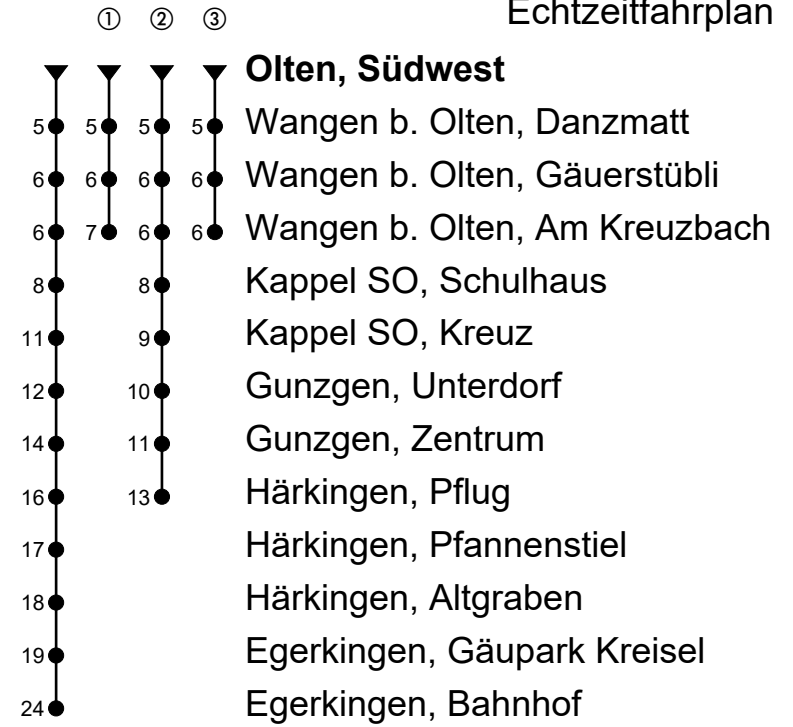 Echtzeitfahrplan
① ② ③
Olten, Südwest
5 5 5 5 Wangen b. Olten, Danzmatt
6 6 6 6 Wangen b. Olten, Gäuerstübli
6 7 6 6 Wangen b. Olten, Am Kreuzbach
8 8 Kappel SO, Schulhaus
11 9 Kappel SO, Kreuz
12 10 Gunzgen, Unterdorf
14 11 Gunzgen, Zentrum
16 13 Härkingen, Pflug
17 Härkingen, Pfannenstiel
18 Härkingen, Altgraben
19 Egerkingen, Gäupark Kreisel
24 Egerkingen, Bahnhof